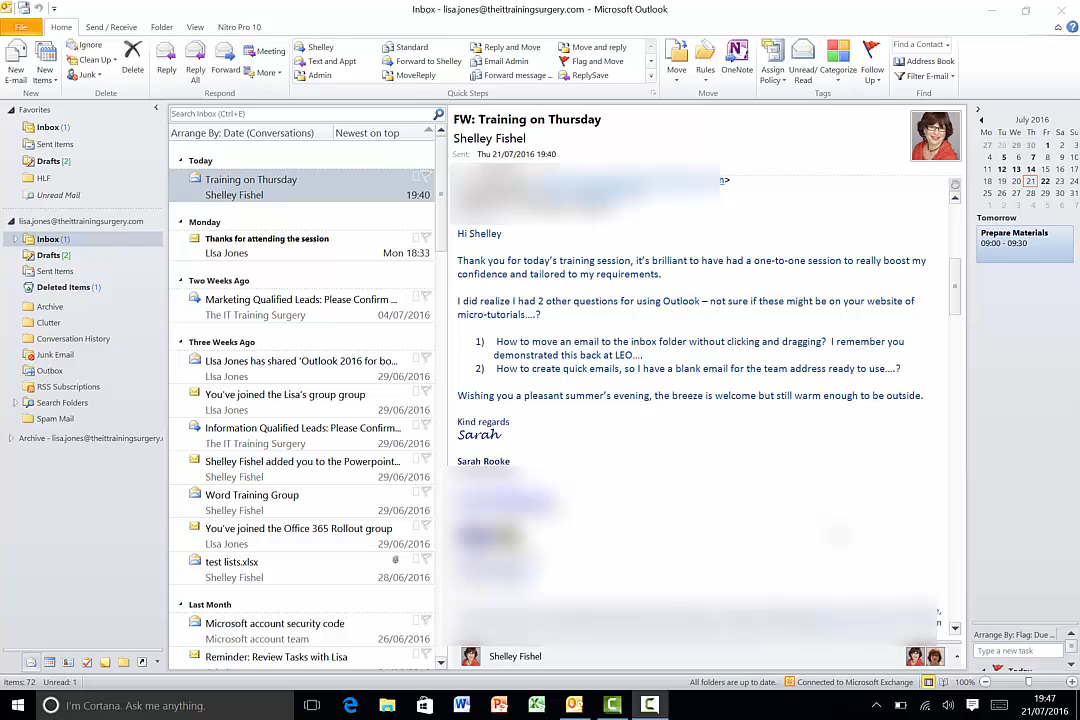 Inbox - lisa.jones@theittrainingsurgery.com - Microsoft Outlook
File Home Send / Receive Folder View Nitro Pro 10
New E-mail
New Items
New
Ignore
Clean Up
Junk
Delete
Delete
Reply
Reply All
Forward
Meeting
More
Respond
Shelley
Text and Appt
Admin
Standard
Forward to Shelley
MoveReply
Reply and Move
Email Admin
Forward message...
Move and reply
Flag and Move
ReplySave
Quick Steps
Move
Rules
OneNote
Move
Assign Policy
Unread/ Read
Categorize
Follow Up
Tags
Find a Contact
Address Book
Filter E-mail
Find
Favorites
Inbox (1)
Sent Items
Drafts [2]
HLF
Unread Mail
lisa.jones@theittrainingsurgery.com
Inbox (1)
Drafts [2]
Sent Items
Deleted Items (1)
Archive
Clutter
Conversation History
Junk Email
Outbox
RSS Subscriptions
Search Folders
Spam Mail
Archive - lisa.jones@theittrainingsurgery.
Search Inbox (Ctrl+E)
Arrange By: Date (Conversations) Newest on top
Today
Training on Thursday
Shelley Fishel 19:40
Monday
Thanks for attending the session
LIsa Jones Mon 18:33
Two Weeks Ago
Marketing Qualified Leads: Please Confirm ...
The IT Training Surgery 04/07/2016
Three Weeks Ago
LIsa Jones has shared 'Outlook 2016 for bo...
LIsa Jones 29/06/2016
You've joined the Lisa's group group
LIsa Jones 29/06/2016
Information Qualified Leads: Please Confirm...
The IT Training Surgery 29/06/2016
Shelley Fishel added you to the Powerpoint...
Shelley Fishel 29/06/2016
Word Training Group
Shelley Fishel 29/06/2016
You've joined the Office 365 Rollout group
LIsa Jones 29/06/2016
test lists.xlsx
Shelley Fishel 28/06/2016
Last Month
Microsoft account security code
Microsoft account team 26/06/2016
Reminder: Review Tasks with Lisa
FW: Training on Thursday
Shelley Fishel
Sent: Thu 21/07/2016 19:40
Hi Shelley
Thank you for today's training session, it's brilliant to have had a one-to-one session to really boost my
confidence and tailored to my requirements.
I did realize I had 2 other questions for using Outlook – not sure if these might be on your website of
micro-tutorials….?
1) How to move an email to the inbox folder without clicking and dragging? I remember you
demonstrated this back at LEO….
2) How to create quick emails, so I have a blank email for the team address ready to use….?
Wishing you a pleasant summer's evening, the breeze is welcome but still warm enough to be outside.
Kind regards
Sarah
Sarah Rooke
Shelley Fishel
July 2016
Mo Tu We Th Fr Sa Su
27 28 29 30 1 2 3
4 5 6 7 8 9 10
11 12 13 14 15 16 17
18 19 20 21 22 23 24
25 26 27 28 29 30 31
1 2 3 4 5 6 7
Tomorrow
Prepare Materials
09:00 - 09:30
Arrange By: Flag: Due ...
Type a new task
Today
Items: 72 Unread: 1
All folders are up to date. Connected to Microsoft Exchange 100%
I'm Cortana. Ask me anything.
19:47
21/07/2016